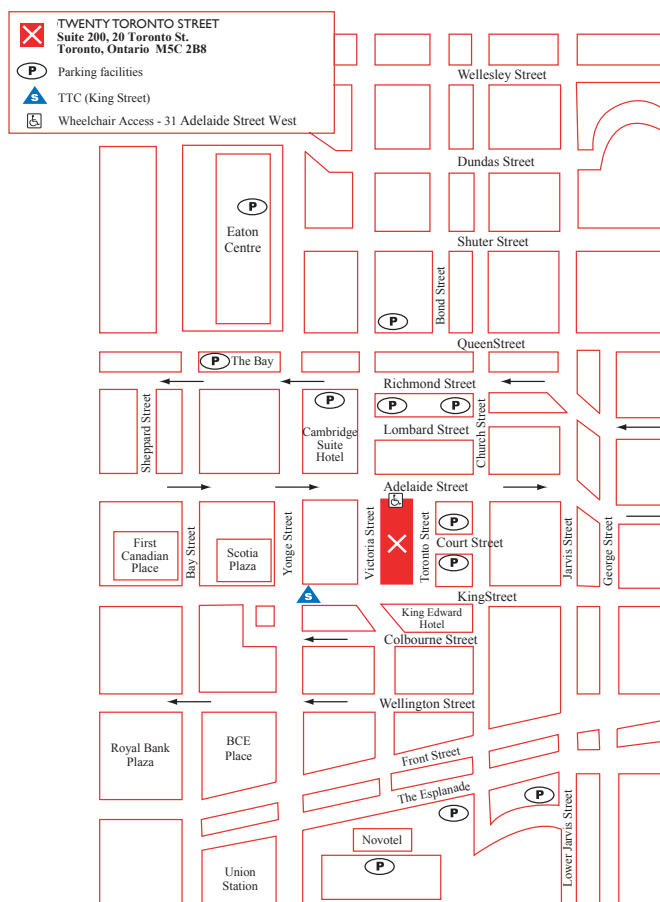 TWENTY TORONTO STREET
Suite 200, 20 Toronto St.
Toronto, Ontario M5C 2B8
P Parking facilities
S TTC (King Street)
Wheelchair Access - 31 Adelaide Street West
Wellesley Street
Dundas Street
P
Eaton
Centre
Shuter Street
Bond Street
P
QueenStreet
P The Bay
Richmond Street
Sheppard Street
P
P
P
Church Street
Cambridge
Suite
Hotel
Lombard Street
Adelaide Street
First
Canadian
Place
Bay Street
Scotia
Plaza
Yonge Street
Victoria Street
Toronto Street
P
Court Street
P
Jarvis Street
George Street
S
KingStreet
King Edward
Hotel
Colbourne Street
Wellington Street
Royal Bank
Plaza
BCE
Place
Front Street
The Esplanade
P
P
Lower Jarvis Street
Novotel
P
Union
Station